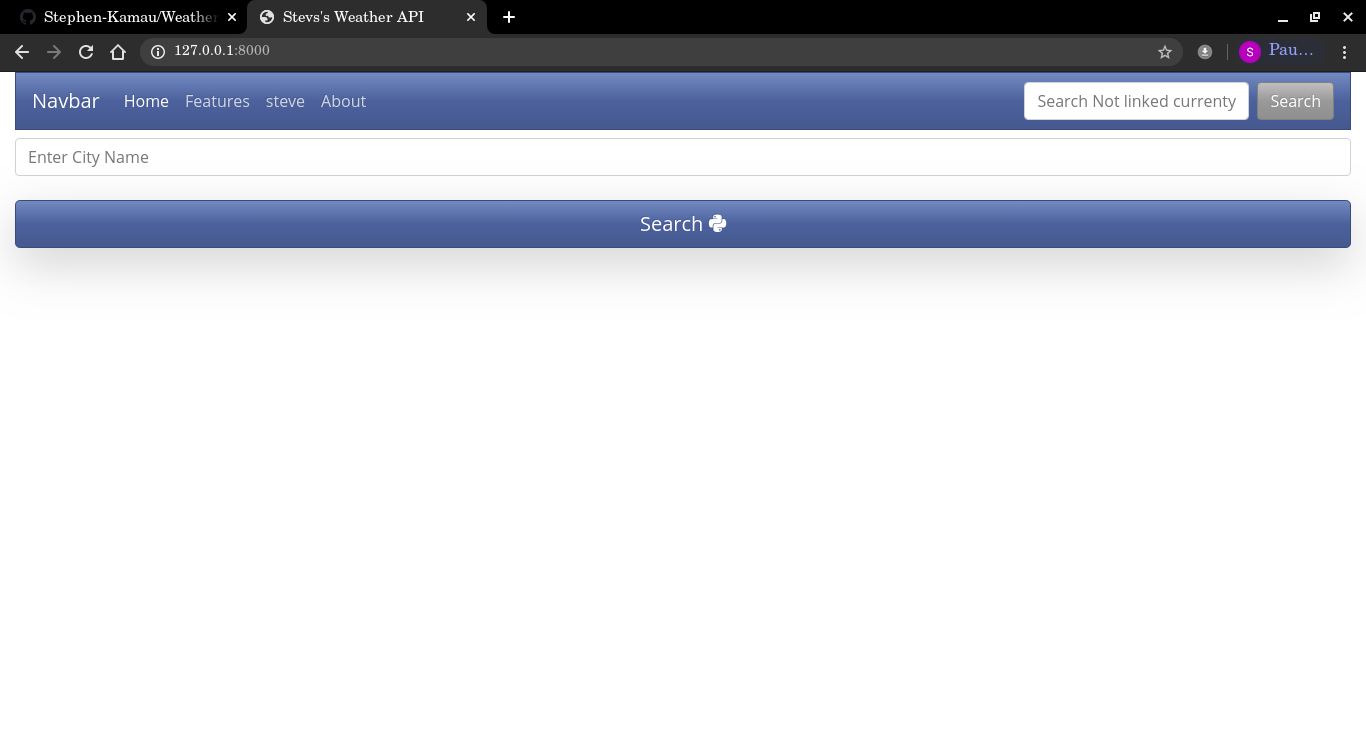 Stephen-Kamau/Weather
Stevs's Weather API
127.0.0.1:8000
S
Pau...
Navbar Home Features steve About
Search Not linked currenty
Search
Enter City Name
Search